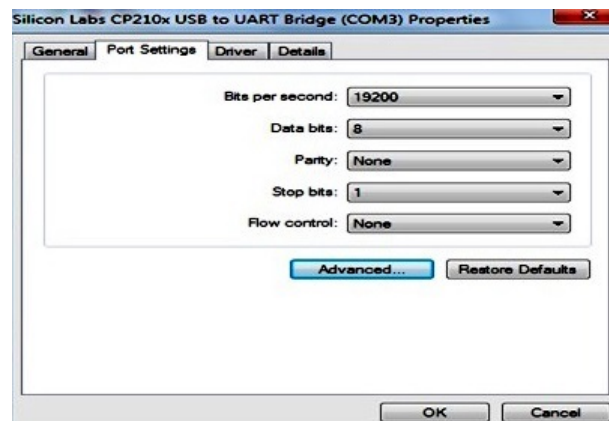 Silicon Labs CP210x USB to UART Bridge (COM3) Properties
General Port Settings Driver Details
Bits per second: 19200
Data bits: 8
Parity: None
Stop bits: 1
Flow control: None
Advanced... Restore Defaults
OK Cancel